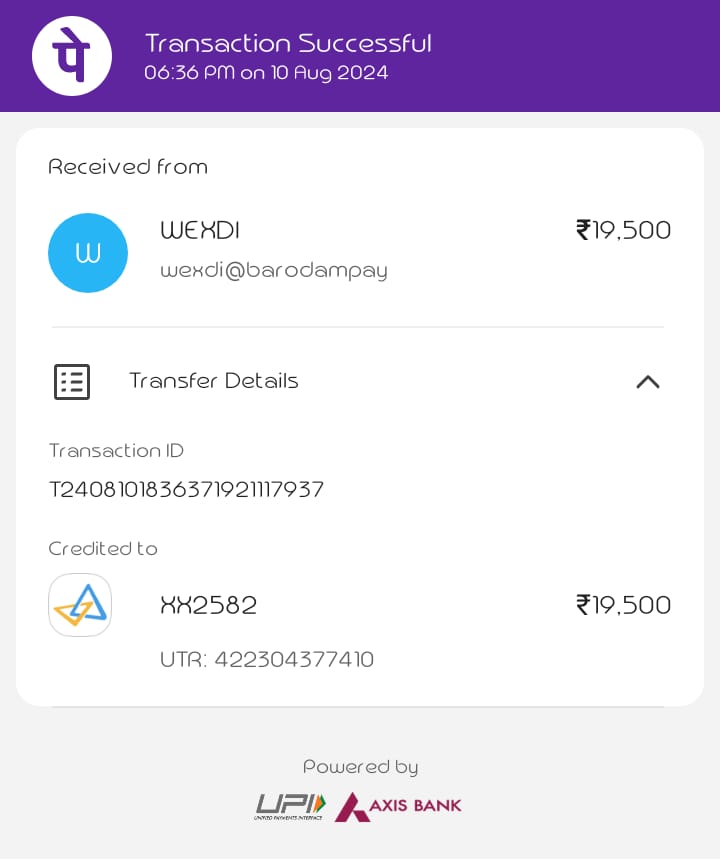 पे
Transaction Successful
06:36 PM on 10 Aug 2024
Received from
W
WEXDI
₹19,500
wexdi@barodampay
Transfer Details
Transaction ID
T2408101836371921117937
Credited to
XX2582
₹19,500
UTR: 422304377410
Powered by
UPI
UNIFIED PAYMENTS INTERFACE
AXIS BANK